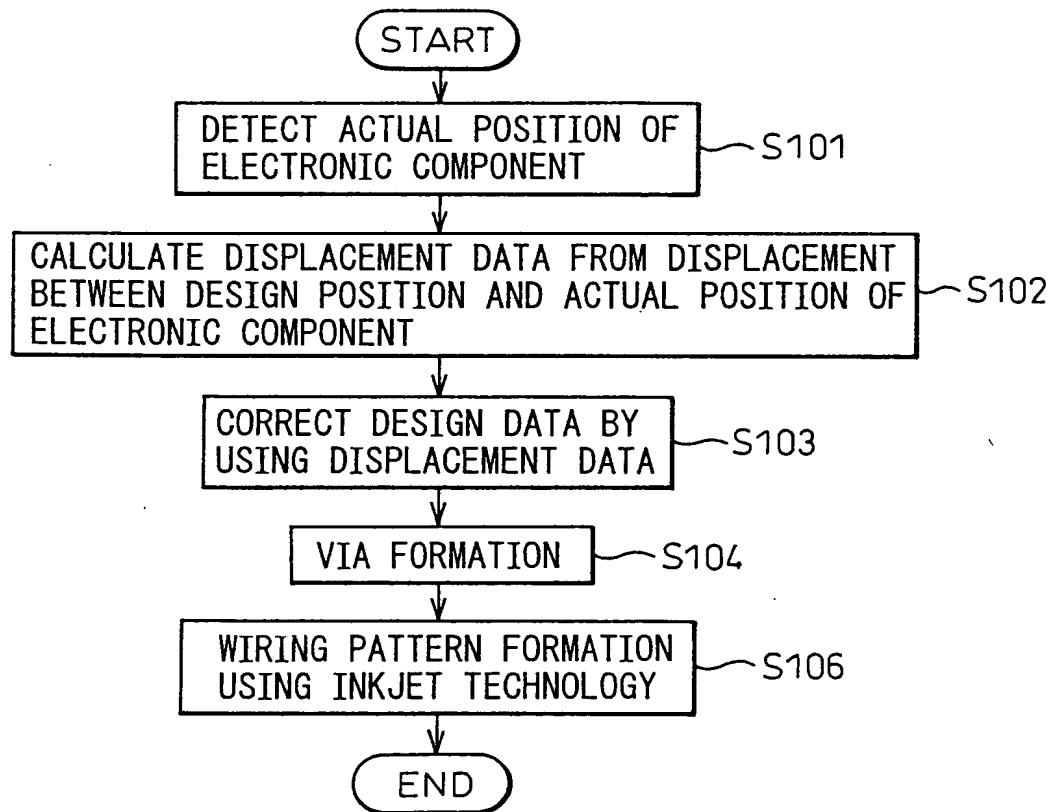 START
DETECT ACTUAL POSITION OF
ELECTRONIC COMPONENT
S101
CALCULATE DISPLACEMENT DATA FROM DISPLACEMENT
BETWEEN DESIGN POSITION AND ACTUAL POSITION OF
ELECTRONIC COMPONENT
S102
CORRECT DESIGN DATA BY
USING DISPLACEMENT DATA
S103
VIA FORMATION
S104
WIRING PATTERN FORMATION
USING INKJET TECHNOLOGY
S106
END